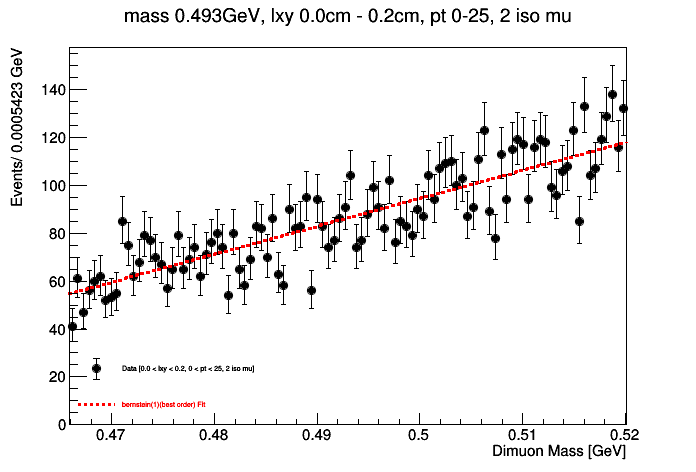 mass 0.493GeV, lxy 0.0cm - 0.2cm, pt 0-25, 2 iso mu
Events/ 0.0005423 GeV
140
120
100
80
60
40
20
0
Data [0.0 < lxy < 0.2, 0 < pt < 25, 2 iso mu]
bernstein(1)(best order) Fit
0.47 0.48 0.49 0.5 0.51 0.52
Dimuon Mass [GeV]